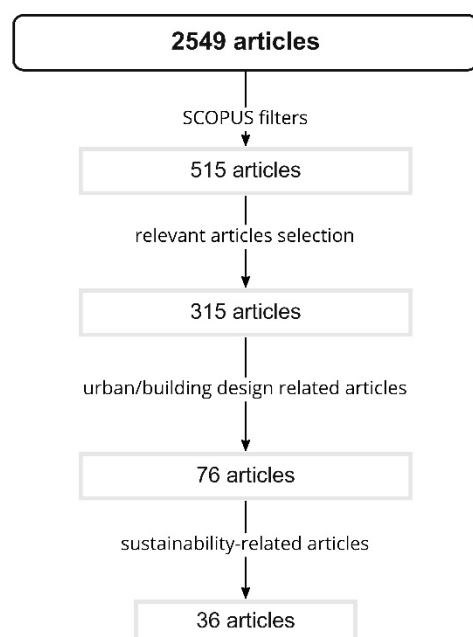 2549 articles
SCOPUS filters
515 articles
relevant articles selection
315 articles
urban/building design related articles
76 articles
sustainability-related articles
36 articles